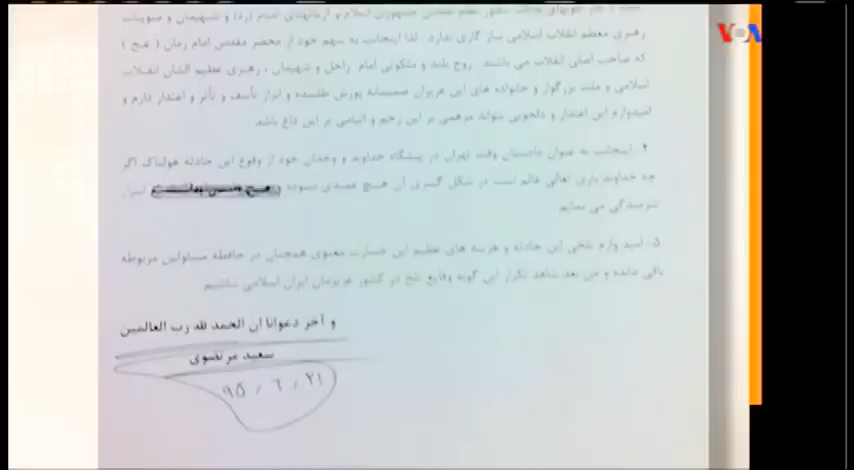 VOA
رهبری معظم انقلاب اسلامی ساز گاری ندارد. لذا اینجانب به سهم خود از محضر مقدس امام زمان ( عج )
که صاحب اصلی انقلاب می باشند روح بلند و ملکوتی امام راحل و شهیدان ، رهبری عظیم الشان انقلاب
اسلامی و ملت بزرگوار و خانواده های این عزیزان صمیمانه پوزش طلبیده و ابراز تأسف و تأثر و اعتذار دارم و
امیدوارم این اعتذار و دلجویی بتواند مرهمی بر این زخم و التیامی بر این داغ باشد.
۴. اینجانب به عنوان دادستان وقت تهران در پیشگاه خداوند و وجدان خود از وقوع این حادثه هولناک اگر
چه خداوند باری تعالی عالم است در شکل گیری آن هیچ عمدی نبوده ابراز
شرمندگی می نمایم
۵- امید وارم تلخی این حادثه و هزینه های عظیم این خسارت معنوی همچنان در حافظه مسئولین مربوطه
باقی مانده و من بعد شاهد تکرار این گونه وقایع تلخ در کشور عزیزمان ایران اسلامی نباشیم
و آخر دعوانا ان الحمد لله رب العالمین
سعید مرتضوی
۹۵ / ۶ / ۲۱